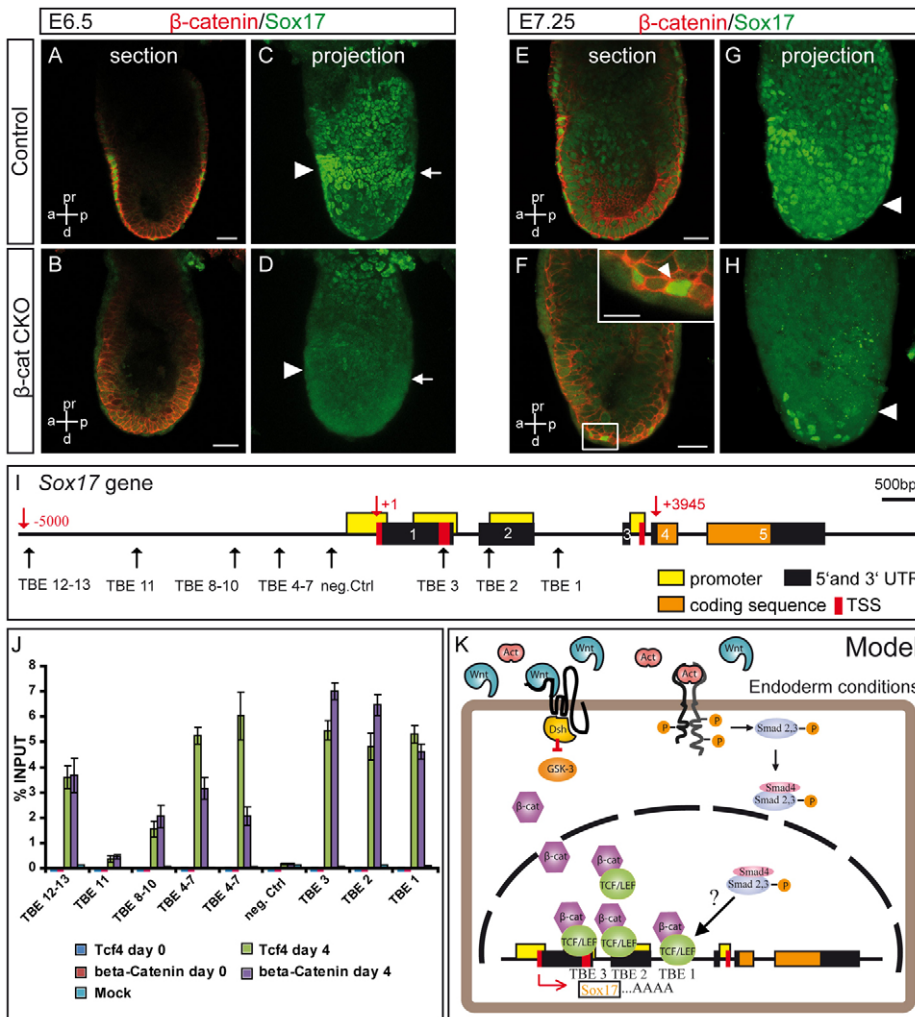 E6.5 β-catenin/Sox17
E7.25 β-catenin/Sox17
Control
β-cat CKO
A section
pr
a p
d
C projection
E section
pr
a p
d
G projection
B
pr
a p
d
D
F
pr
a p
d
H
I Sox17 gene
500bp
-5000
+1
+3945
1
2
3
4
5
TBE 12-13
TBE 11
TBE 8-10
TBE 4-7
neg.Ctrl
TBE 3
TBE 2
TBE 1
promoter
5'and 3' UTR
coding sequence
TSS
J
% INPUT
8
7
6
5
4
3
2
1
0
TBE 12-13
TBE 11
TBE 8-10
TBE 4-7
TBE 4-7
neg. Ctrl
TBE 3
TBE 2
TBE 1
Tcf4 day 0
Tcf4 day 4
beta-Catenin day 0
beta-Catenin day 4
Mock
K
Model
Endoderm conditions
Wnt
Act
Wnt
Wnt
Act
Wnt
Act
Dsh
GSK-3
P
P
P
Smad 2,3
P
Smad4
Smad 2,3
P
β-cat
β-cat
β-cat
TCF/LEF
Smad4
Smad 2,3
P
?
β-cat
TCF/LEF
β-cat
TCF/LEF
β-cat
TCF/LEF
TBE 3
TBE 2
TBE 1
Sox17...AAAA